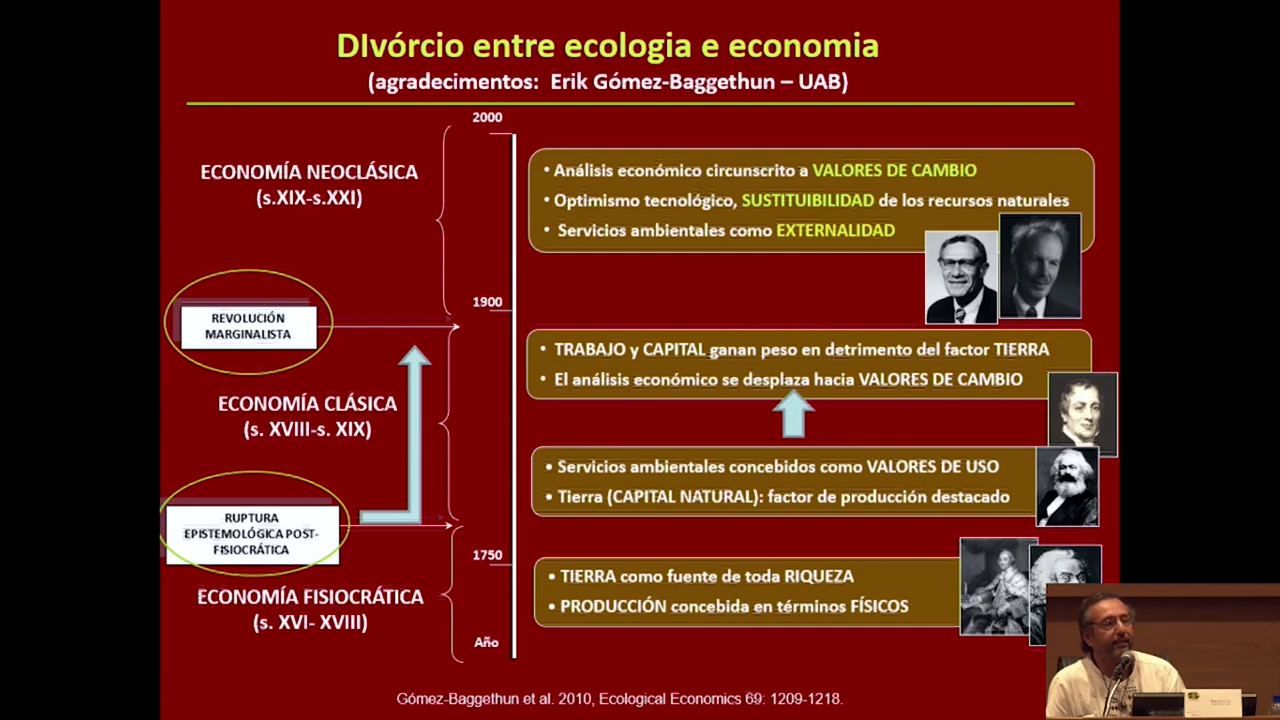 DIvórcio entre ecologia e economia
(agradecimentos: Erik Gómez-Baggethun – UAB)
2000
ECONOMÍA NEOCLÁSICA
(s.XIX-s.XXI)
• Análisis económico circunscrito a VALORES DE CAMBIO
• Optimismo tecnológico, SUSTITUIBILIDAD de los recursos naturales
• Servicios ambientales como EXTERNALIDAD
1900
REVOLUCIÓN
MARGINALISTA
• TRABAJO y CAPITAL ganan peso en detrimento del factor TIERRA
• El análisis económico se desplaza hacia VALORES DE CAMBIO
ECONOMÍA CLÁSICA
(s. XVIII-s. XIX)
• Servicios ambientales concebidos como VALORES DE USO
• Tierra (CAPITAL NATURAL): factor de producción destacado
RUPTURA
EPISTEMOLÓGICA POST-
FISIOCRÁTICA
1750
• TIERRA como fuente de toda RIQUEZA
• PRODUCCIÓN concebida en términos FÍSICOS
ECONOMÍA FISIOCRÁTICA
(s. XVI- XVIII)
Año
Gómez-Baggethun et al. 2010, Ecological Economics 69: 1209-1218.